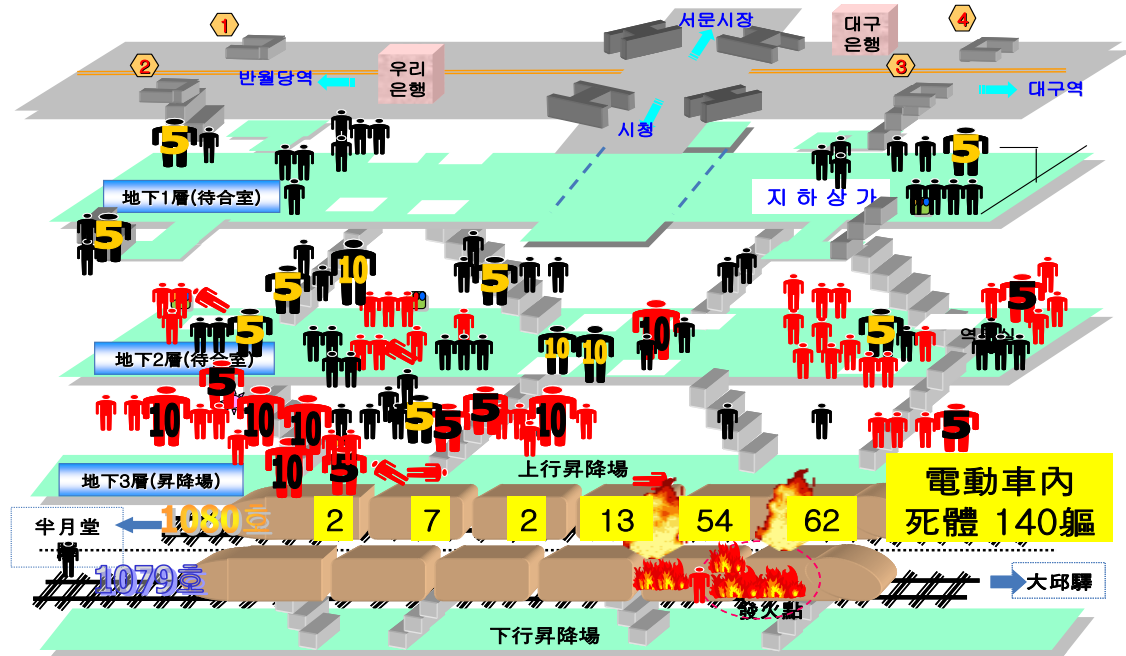 1
4
서문시장
대구
은행
2
반월당역
우리
은행
3
대구역
시청
5
5
地下1層(待合室)
지하상가
5
10
5
5
5
5
10
5
10
10
地下2層(待合室)
5
10
10
10
5
5
5
10
5
10
5
上行昇降場
地下3層(昇降場)
電動車內
死體 140軀
1080호
2
7
2
13
54
62
半月堂
1079호
大邱驛
發火點
下行昇降場